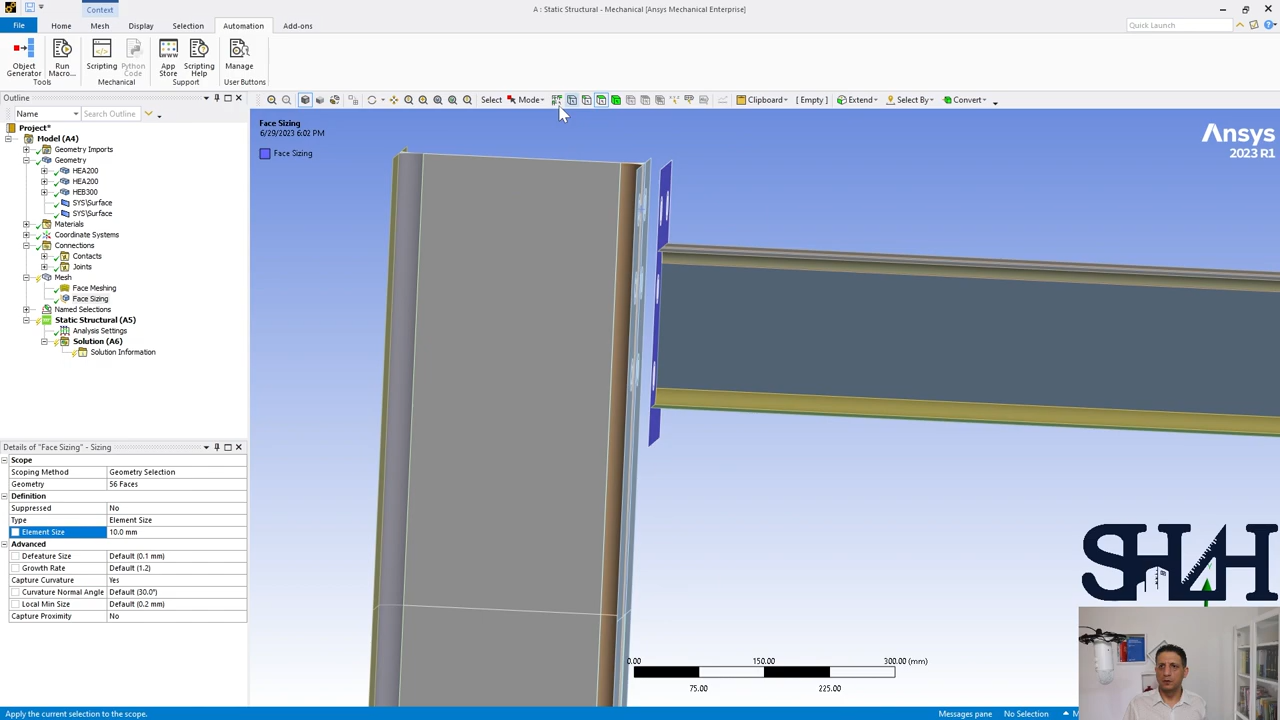 Context
A : Static Structural - Mechanical [Ansys Mechanical Enterprise]
File Home Mesh Display Selection Automation Add-ons
Quick Launch
Object Generator
Run Macro...
Scripting
Python Code
App Store
Scripting Help
Manage
Tools
Mechanical
Support
User Buttons
Outline
Select Mode Clipboard [ Empty ] Extend Select By Convert
Name Search Outline
Project*
Model (A4)
Geometry Imports
Geometry
HEA200
HEA200
HEB300
SYS\Surface
SYS\Surface
Materials
Coordinate Systems
Connections
Contacts
Joints
Mesh
Face Meshing
Face Sizing
Named Selections
Static Structural (A5)
Analysis Settings
Solution (A6)
Solution Information
Face Sizing
6/29/2023 6:02 PM
Face Sizing
Ansys
2023 R1
Details of "Face Sizing" - Sizing
Scope
Scoping Method Geometry Selection
Geometry 56 Faces
Definition
Suppressed No
Type Element Size
Element Size 10.0 mm
Advanced
Defeature Size Default (0.1 mm)
Growth Rate Default (1.2)
Capture Curvature Yes
Curvature Normal Angle Default (30.0°)
Local Min Size Default (0.2 mm)
Capture Proximity No
0.00 150.00 300.00 (mm)
75.00 225.00
Apply the current selection to the scope.
Messages pane No Selection